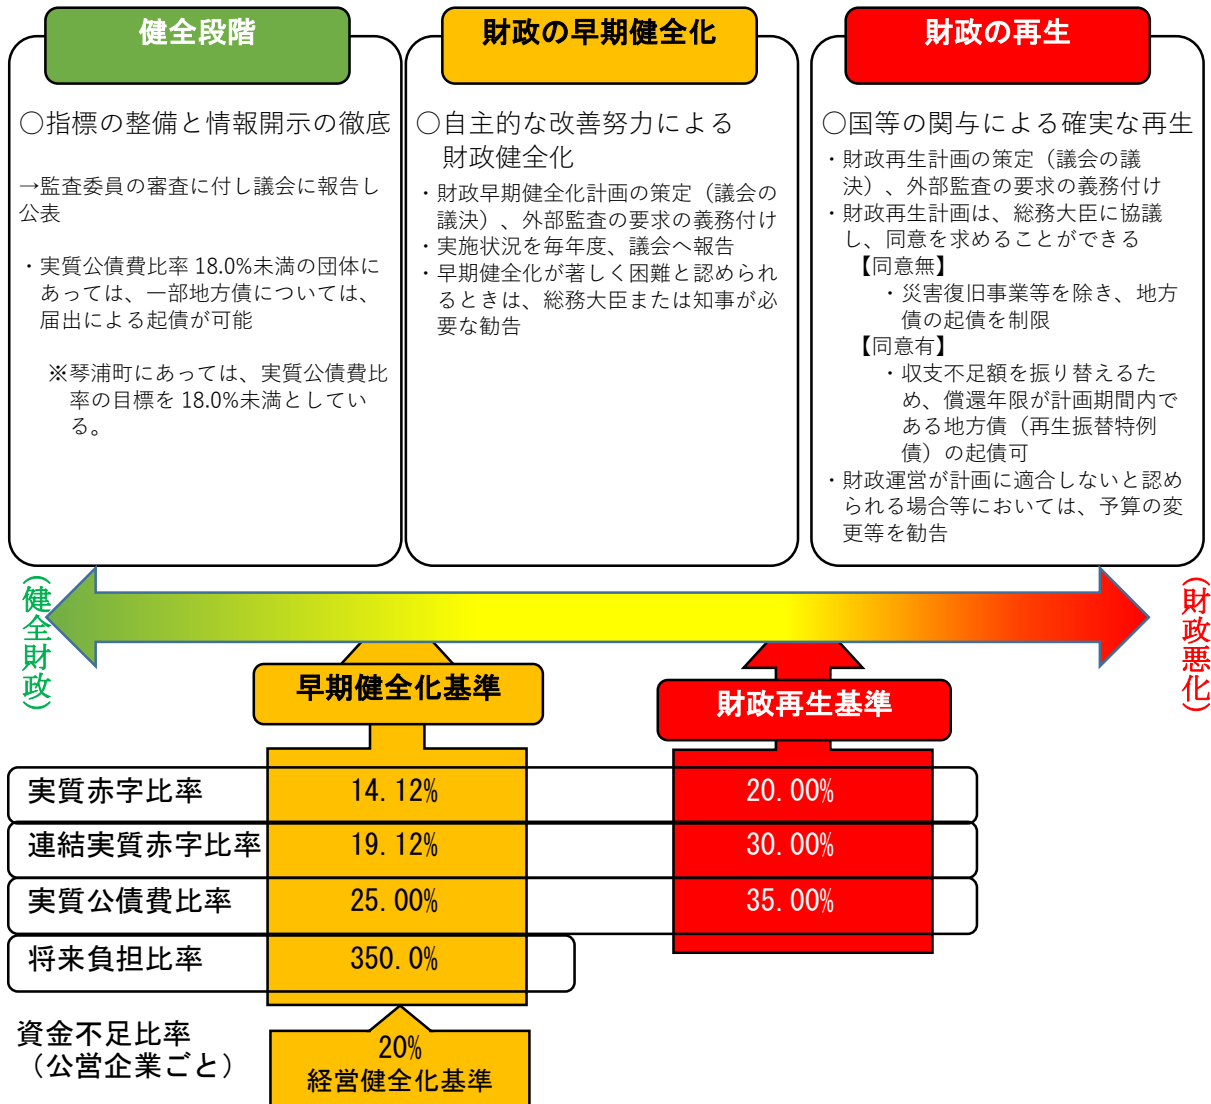 健全段階
○指標の整備と情報開示の徹底
→監査委員の審査に付し議会に報告し
公表
・実質公債費比率 18.0%未満の団体に
あっては、一部地方債については、
届出による起債が可能
※琴浦町にあっては、実質公債費比
率の目標を 18.0%未満としてい
る。
財政の早期健全化
○自主的な改善努力による
財政健全化
・財政早期健全化計画の策定（議会の
議決）、外部監査の要求の義務付け
・実施状況を毎年度、議会へ報告
・早期健全化が著しく困難と認められ
るときは、総務大臣または知事が必
要な勧告
財政の再生
○国等の関与による確実な再生
・財政再生計画の策定（議会の議
決）、外部監査の要求の義務付け
・財政再生計画は、総務大臣に協議
し、同意を求めることができる
【同意無】
・災害復旧事業等を除き、地方
債の起債を制限
【同意有】
・収支不足額を振り替えるた
め、償還年限が計画期間内で
ある地方債（再生振替特例
債）の起債可
・財政運営が計画に適合しないと認め
られる場合等においては、予算の変
更等を勧告
（健全財政）
（財政悪化）
早期健全化基準
財政再生基準
実質赤字比率 14.12% 20.00%
連結実質赤字比率 19.12% 30.00%
実質公債費比率 25.00% 35.00%
将来負担比率 350.0%
資金不足比率
（公営企業ごと）
20%
経営健全化基準